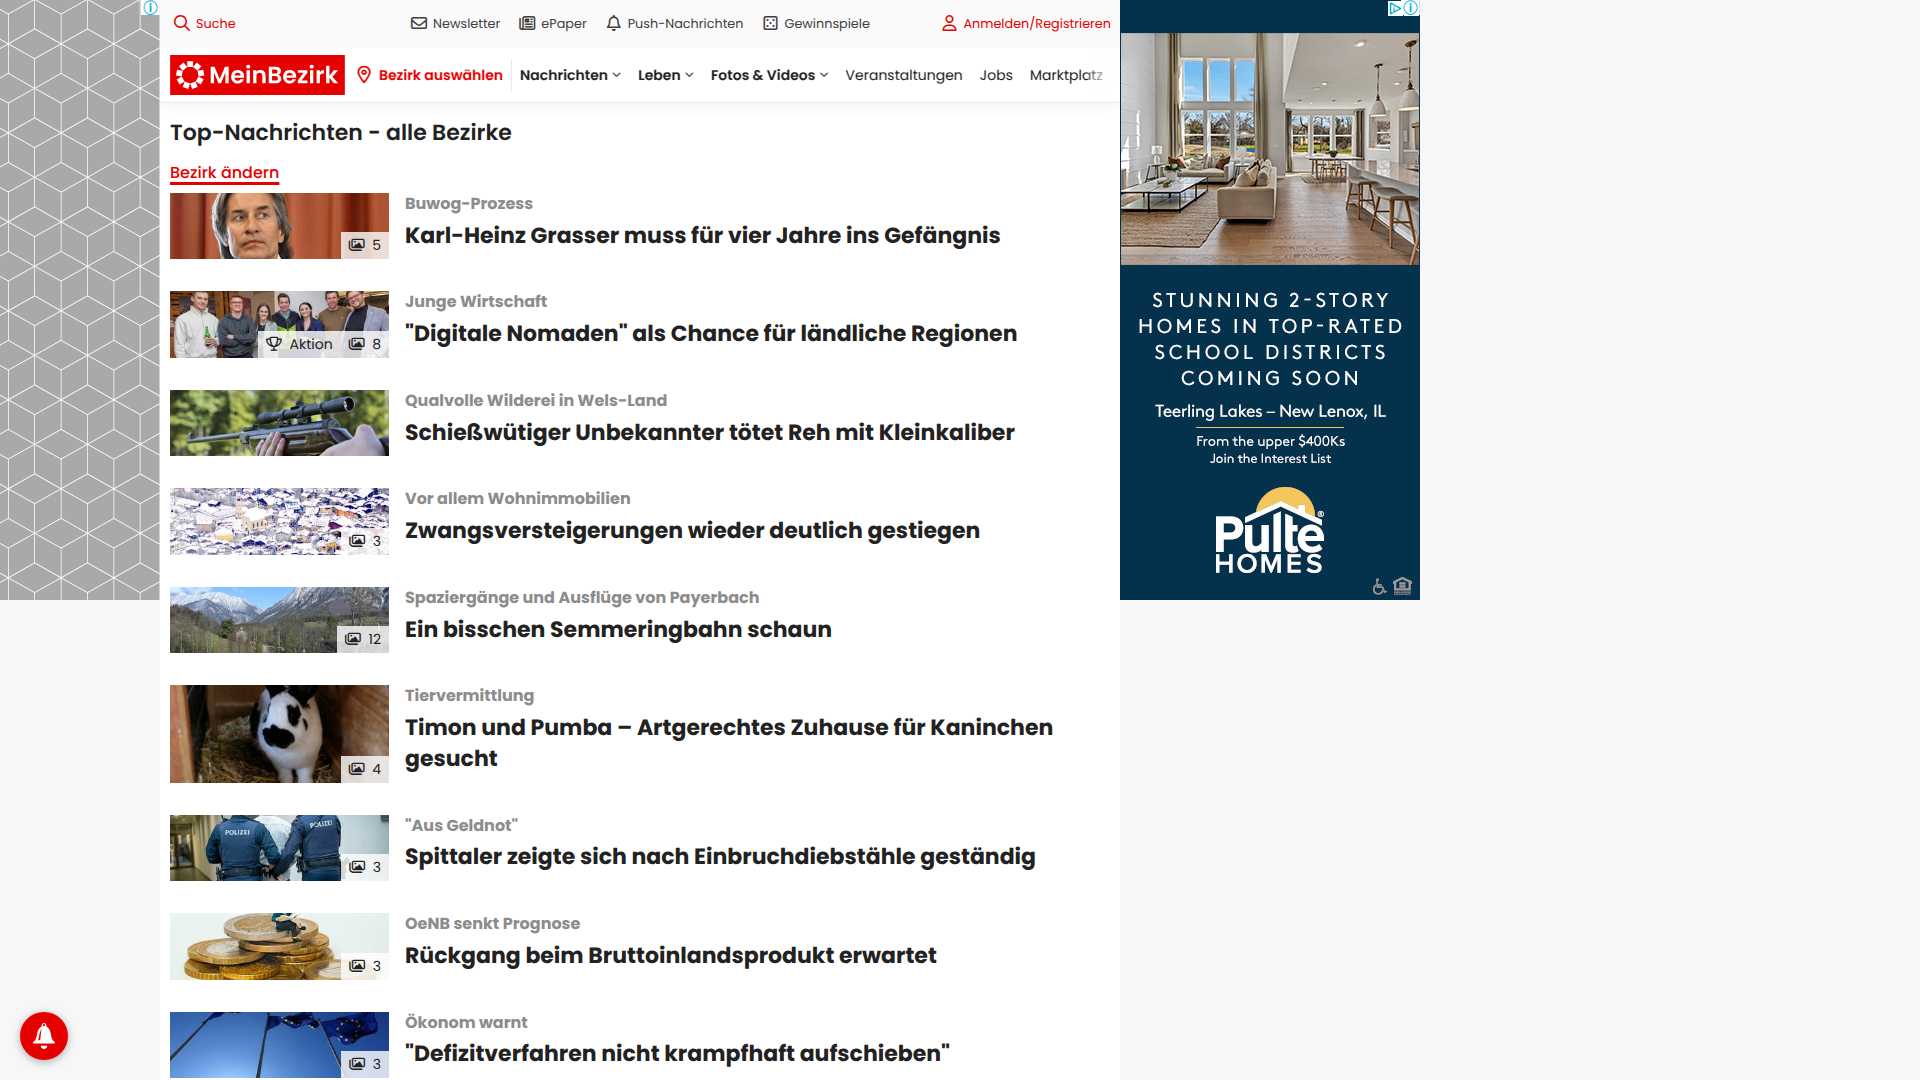 Suche
Newsletter
ePaper
Push-Nachrichten
Gewinnspiele
Anmelden/Registrieren
MeinBezirk
Bezirk auswählen
Nachrichten
Leben
Fotos & Videos
Veranstaltungen
Jobs
Marktplatz
Top-Nachrichten - alle Bezirke
Bezirk ändern
5
Buwog-Prozess
Karl-Heinz Grasser muss für vier Jahre ins Gefängnis
Aktion
8
Junge Wirtschaft
"Digitale Nomaden" als Chance für ländliche Regionen
Qualvolle Wilderei in Wels-Land
Schießwütiger Unbekannter tötet Reh mit Kleinkaliber
3
Vor allem Wohnimmobilien
Zwangsversteigerungen wieder deutlich gestiegen
12
Spaziergänge und Ausflüge von Payerbach
Ein bisschen Semmeringbahn schaun
4
Tiervermittlung
Timon und Pumba – Artgerechtes Zuhause für Kaninchen
gesucht
POLIZEI
POLIZEI
3
"Aus Geldnot"
Spittaler zeigte sich nach Einbruchdiebstähle geständig
3
OeNB senkt Prognose
Rückgang beim Bruttoinlandsprodukt erwartet
3
Ökonom warnt
"Defizitverfahren nicht krampfhaft aufschieben"
STUNNING 2-STORY
HOMES IN TOP-RATED
SCHOOL DISTRICTS
COMING SOON
Teerling Lakes – New Lenox, IL
From the upper $400Ks
Join the Interest List
Pulte®
HOMES